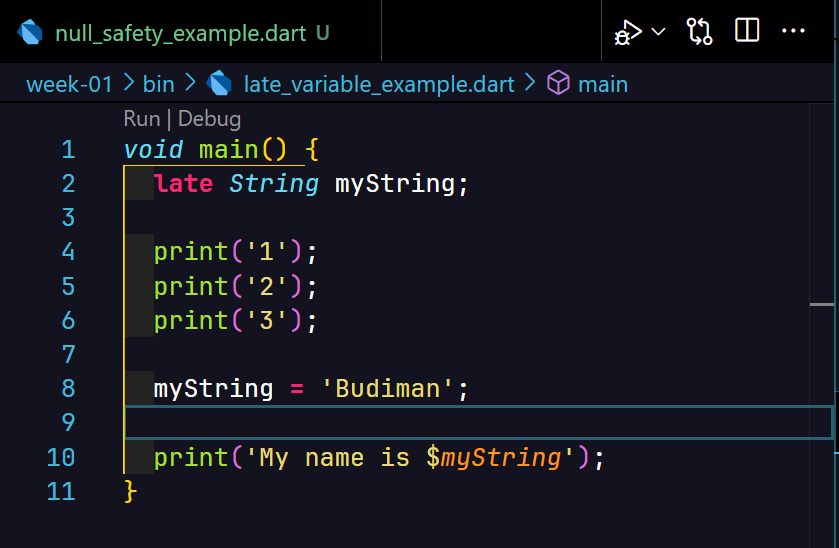 null_safety_example.dart U
week-01 > bin > late_variable_example.dart > main
Run | Debug
1 void main() {
2 late String myString;
3
4 print('1');
5 print('2');
6 print('3');
7
8 myString = 'Budiman';
9
10 print('My name is $myString');
11 }